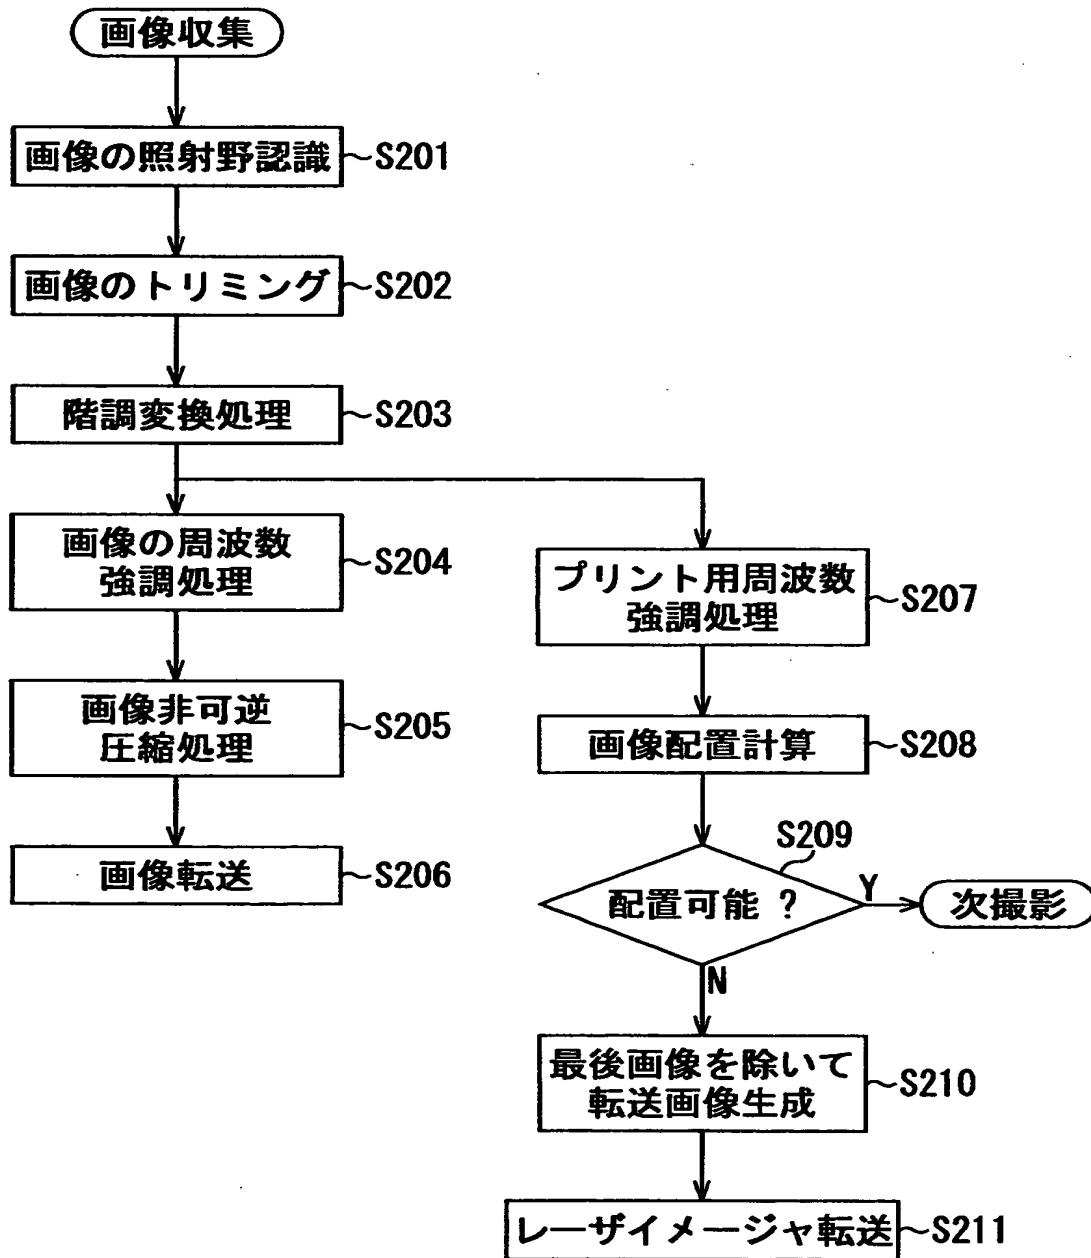 画像収集
画像の照射野認識
~S201
画像のトリミング
~S202
階調変換処理
~S203
画像の周波数
強調処理
~S204
画像非可逆
圧縮処理
~S205
画像転送
~S206
プリント用周波数
強調処理
~S207
画像配置計算
~S208
S209
配置可能 ?
Y
次撮影
N
最後画像を除いて
転送画像生成
~S210
レーザイメージャ転送
~S211